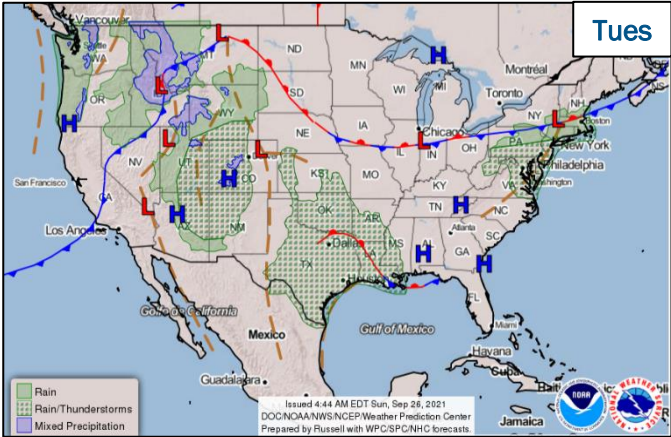 Tues
Vancouver
Seattle
WA
MT
ND
MN
Montréal
OR
SD
WI
MI
Toronto
NH
NY
Boston
WY
IA
Chicago
NE
IL
IN
OH
PA
New York
Philadelphia
NV
UT
CO
KS
MO
KY
VA
Washington
San Francisco
CA
OK
AR
TN
NC
Los Angeles
AZ
NM
Atlanta
SC
Dallas
MS
AL
GA
TX
LA
Houston
FL
Golfo de California
Gulf of Mexico
Miami
Mexico
Havana
Cuba
Guadalajara
Jamaica
H
H
H
H
H
H
H
L
L
L
L
L
L
L
Rain
Rain/Thunderstorms
Mixed Precipitation
Issued 4:44 AM EDT Sun, Sep 26, 2021
DOC/NOAA/NWS/NCEP/Weather Prediction Center
Prepared by Russell with WPC/SPC/NHC forecasts.
NOAA
NATIONAL WEATHER SERVICE